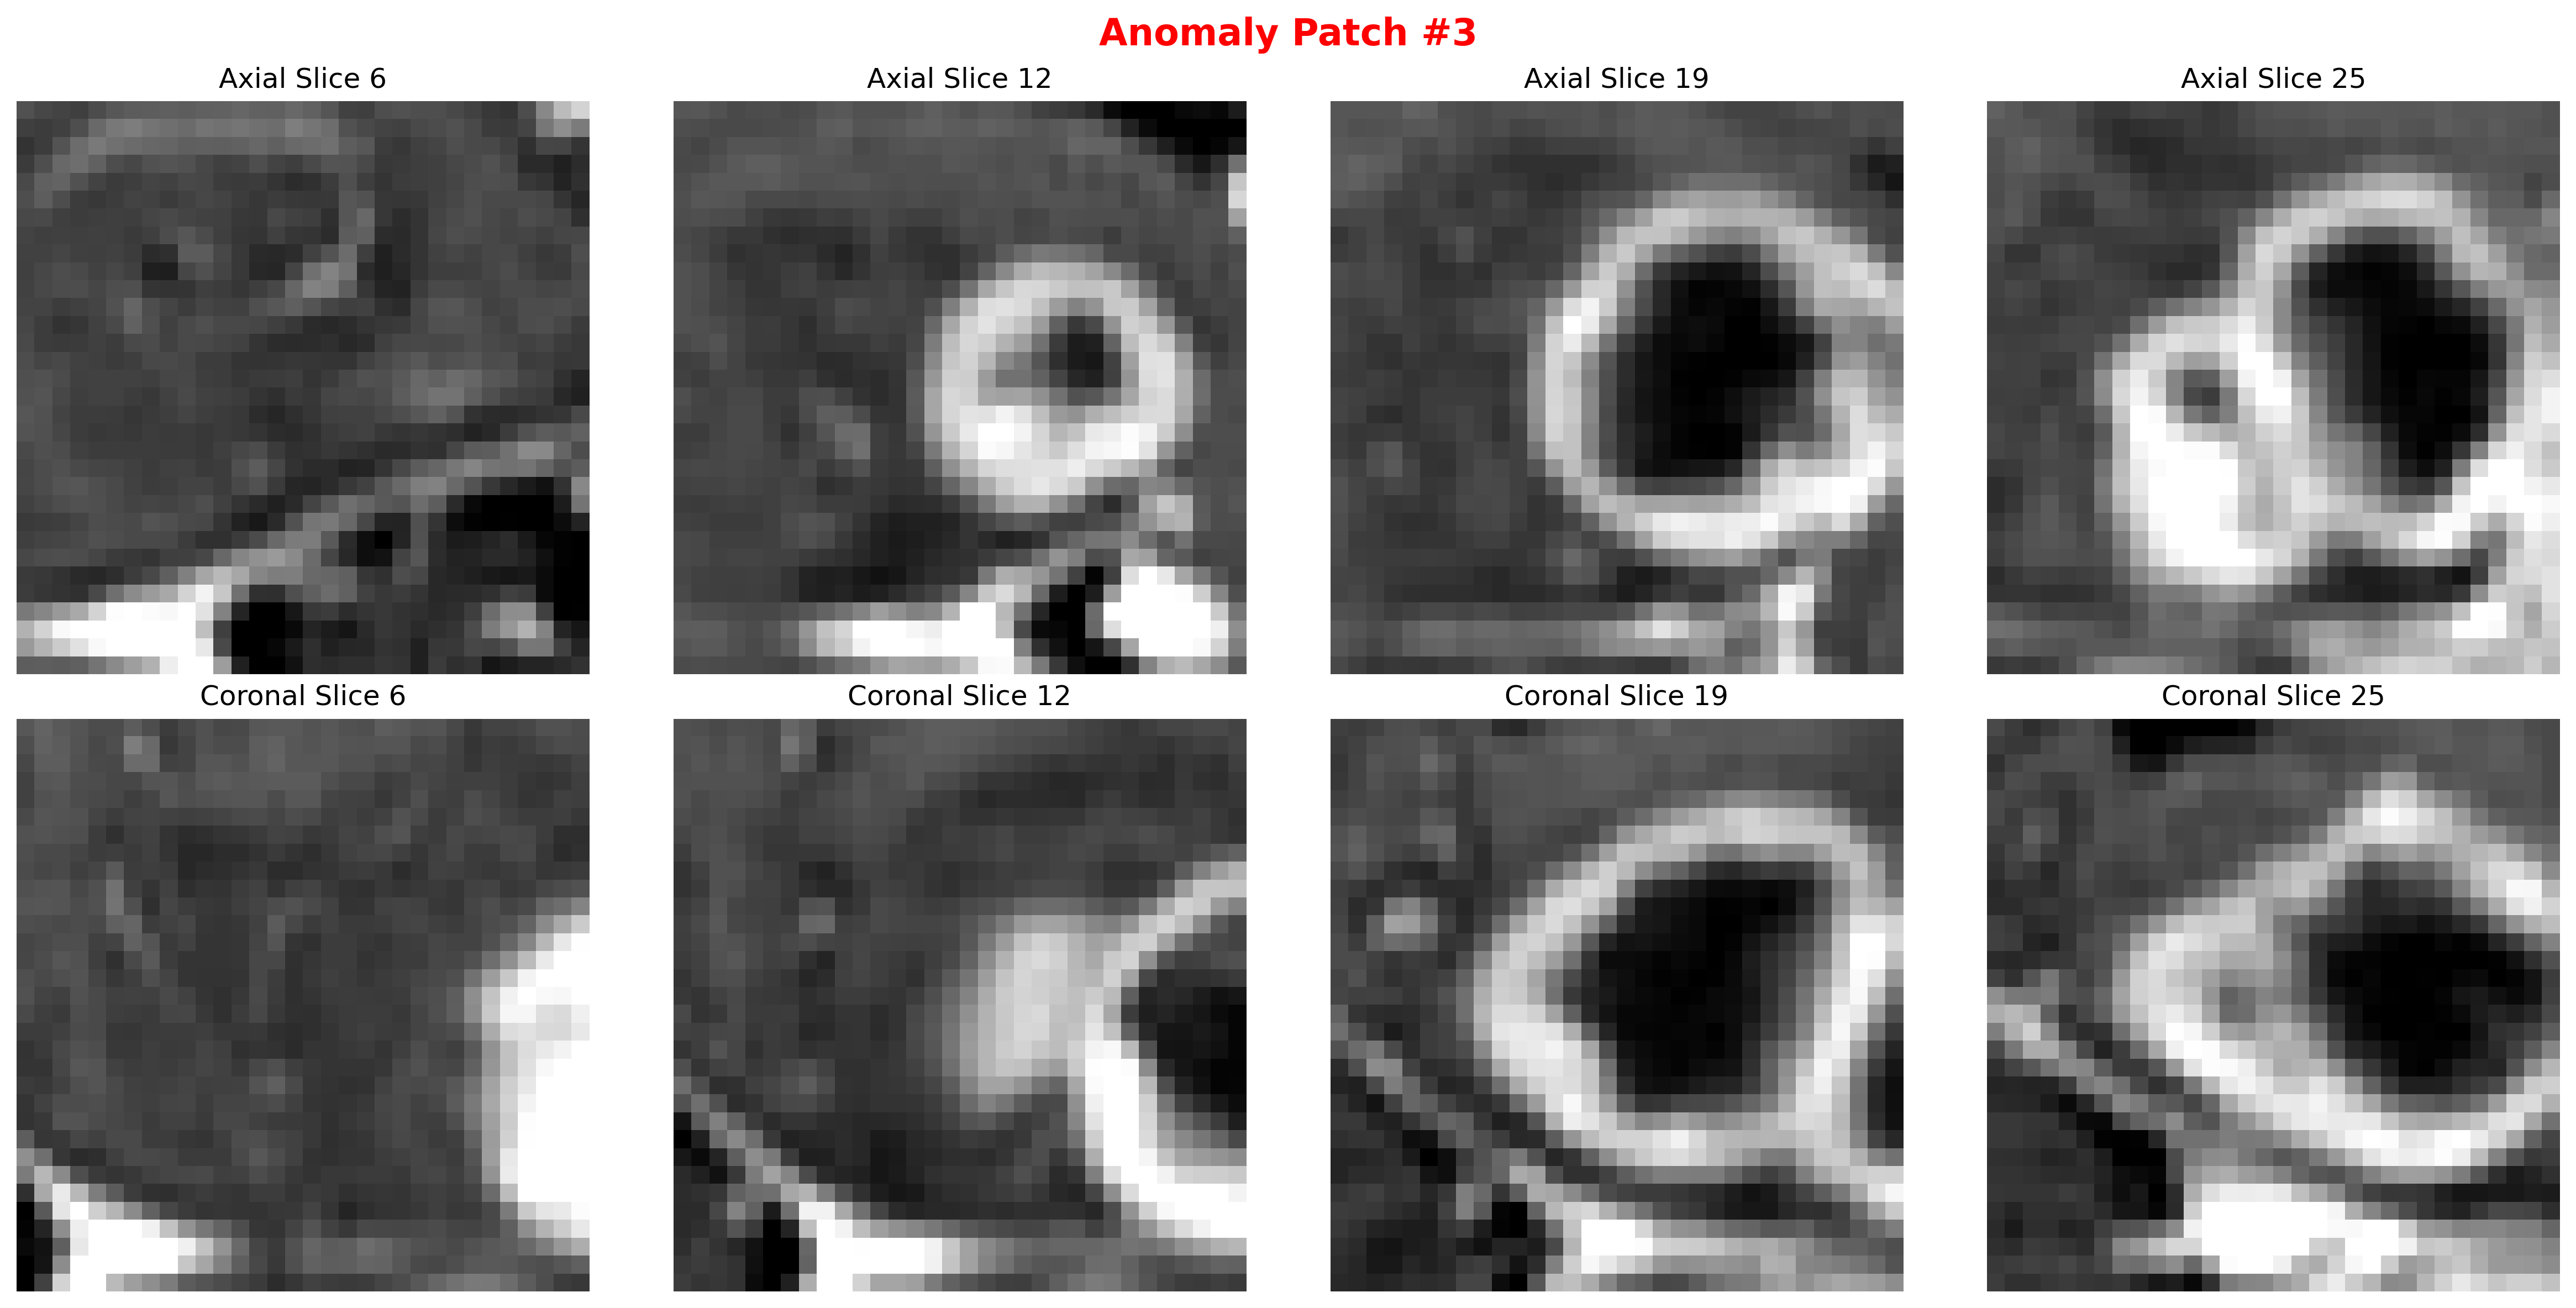 Anomaly Patch #3
Axial Slice 6
Axial Slice 12
Axial Slice 19
Axial Slice 25
Coronal Slice 6
Coronal Slice 12
Coronal Slice 19
Coronal Slice 25